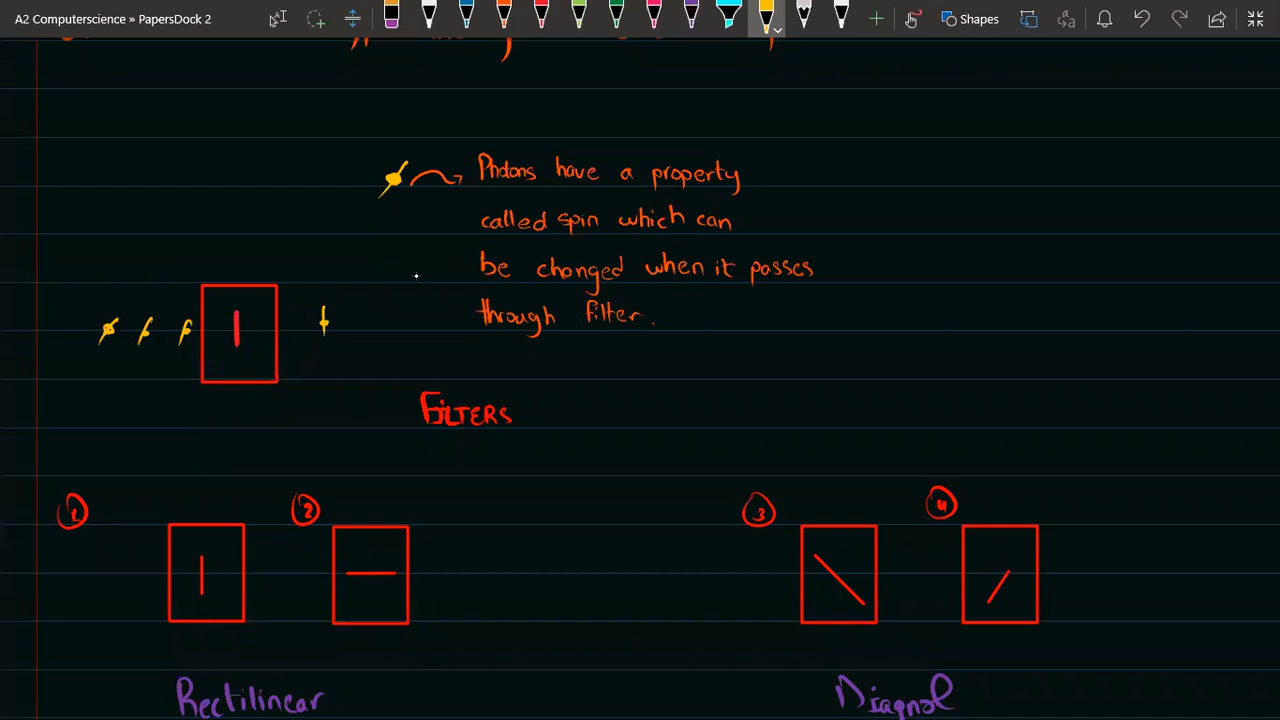 A2 Computerscience » PapersDock 2
Shapes
Photons have a property
called spin which can
be changed when it passes
through filter.
FILTERS
1 2 3 4
Rectilinear Diagnol